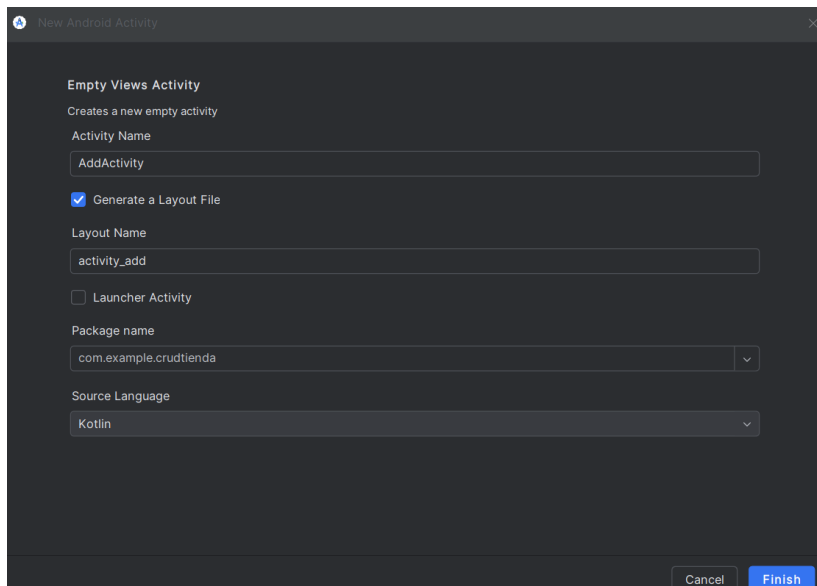 New Android Activity
Empty Views Activity
Creates a new empty activity
Activity Name
AddActivity
Generate a Layout File
Layout Name
activity_add
Launcher Activity
Package name
com.example.crudtienda
Source Language
Kotlin
Cancel
Finish